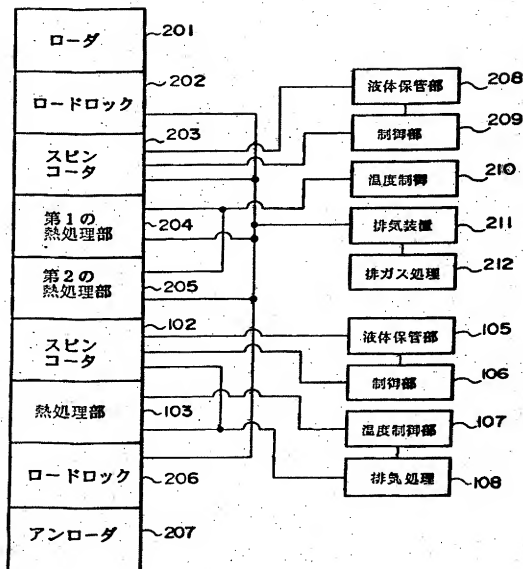 ローダ
201
ロードロック
202
スピン
コータ
203
第1の
熱処理部
204
第2の
熱処理部
205
スピン
コータ
102
熱処理部
103
ロードロック
206
アンローダ
207
液体保管部
208
制御部
209
温度制御
210
排気装置
211
排ガス処理
212
液体保管部
105
制御部
106
温度制御部
107
排気処理
108